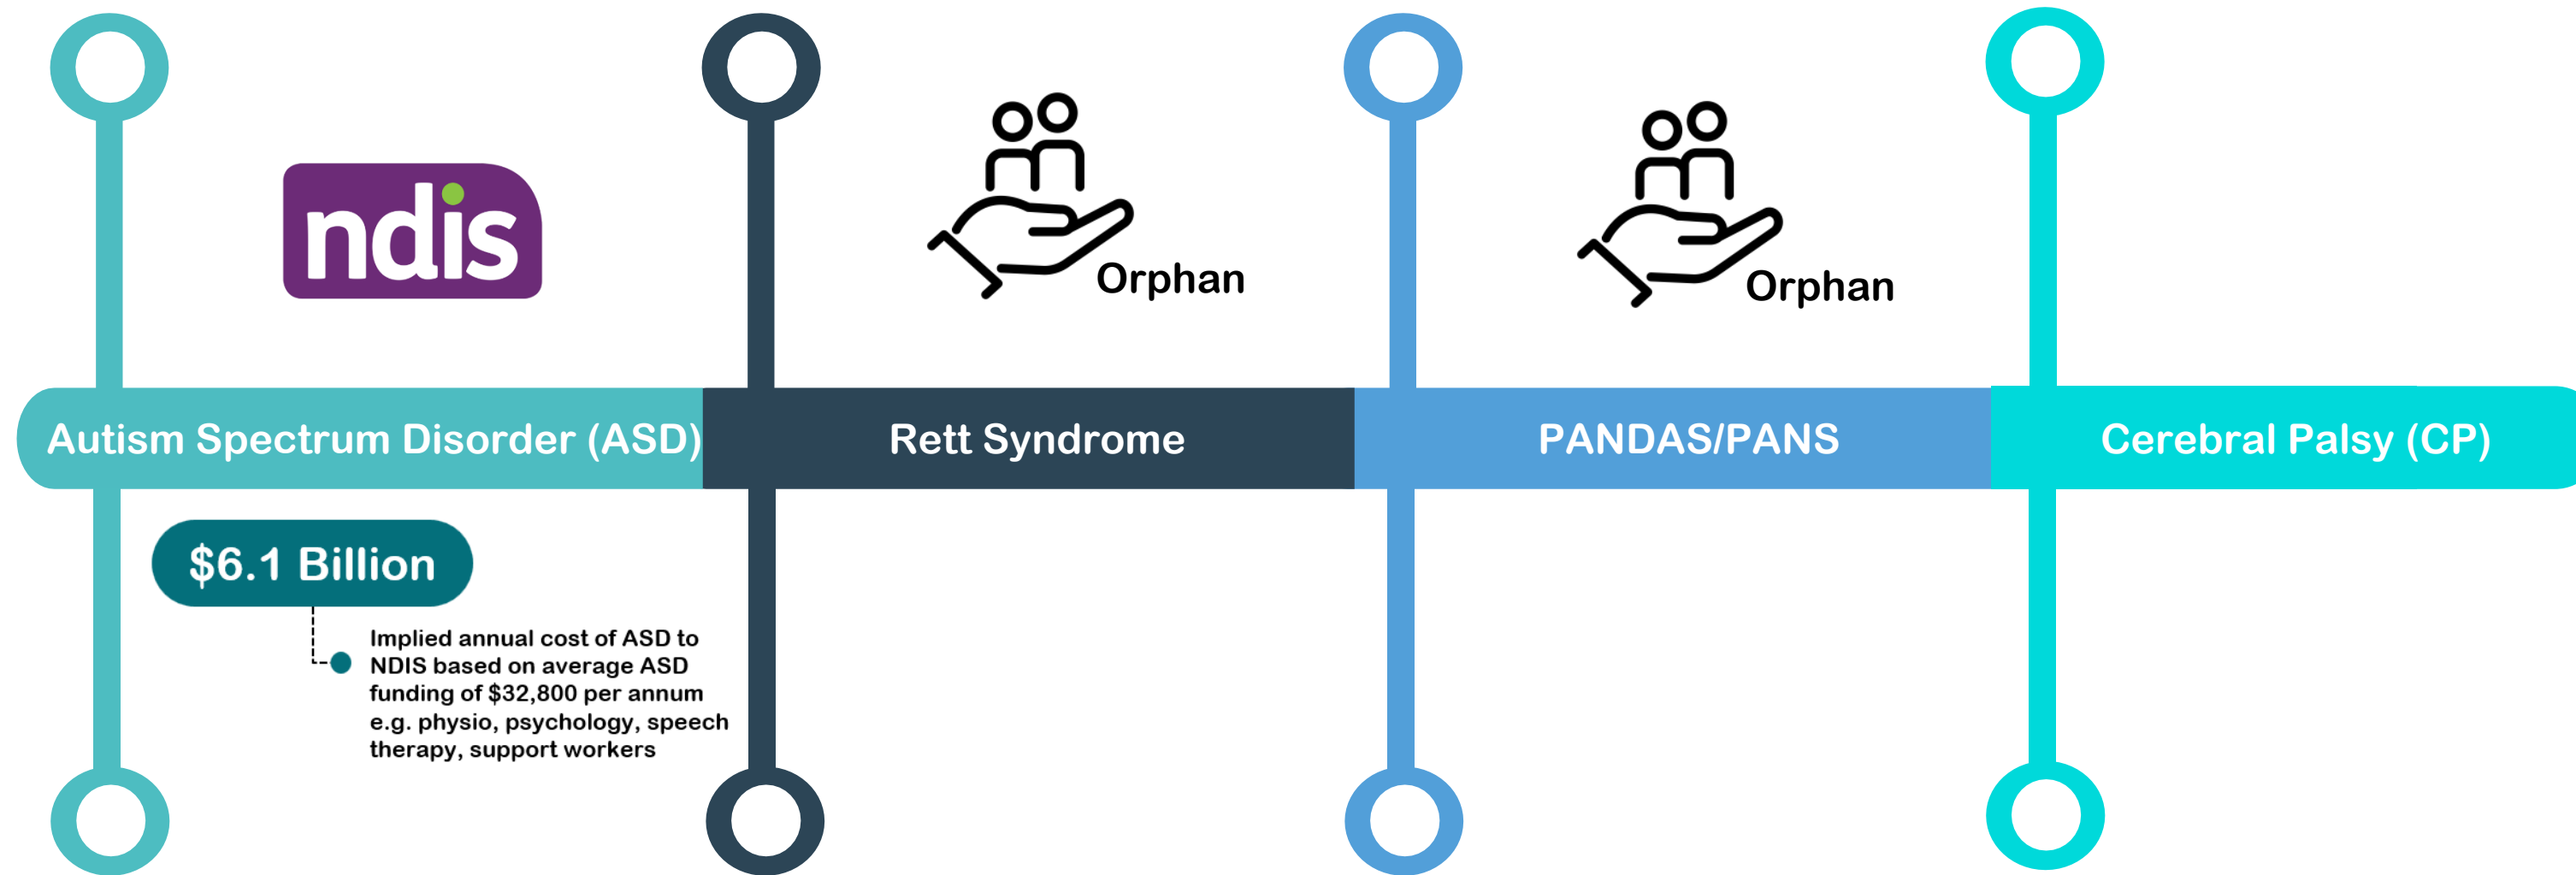 ndis
Orphan
Orphan
Autism Spectrum Disorder (ASD)
Rett Syndrome
PANDAS/PANS
Cerebral Palsy (CP)
$6.1 Billion
Implied annual cost of ASD to
NDIS based on average ASD
funding of $32,800 per annum
e.g. physio, psychology, speech
therapy, support workers